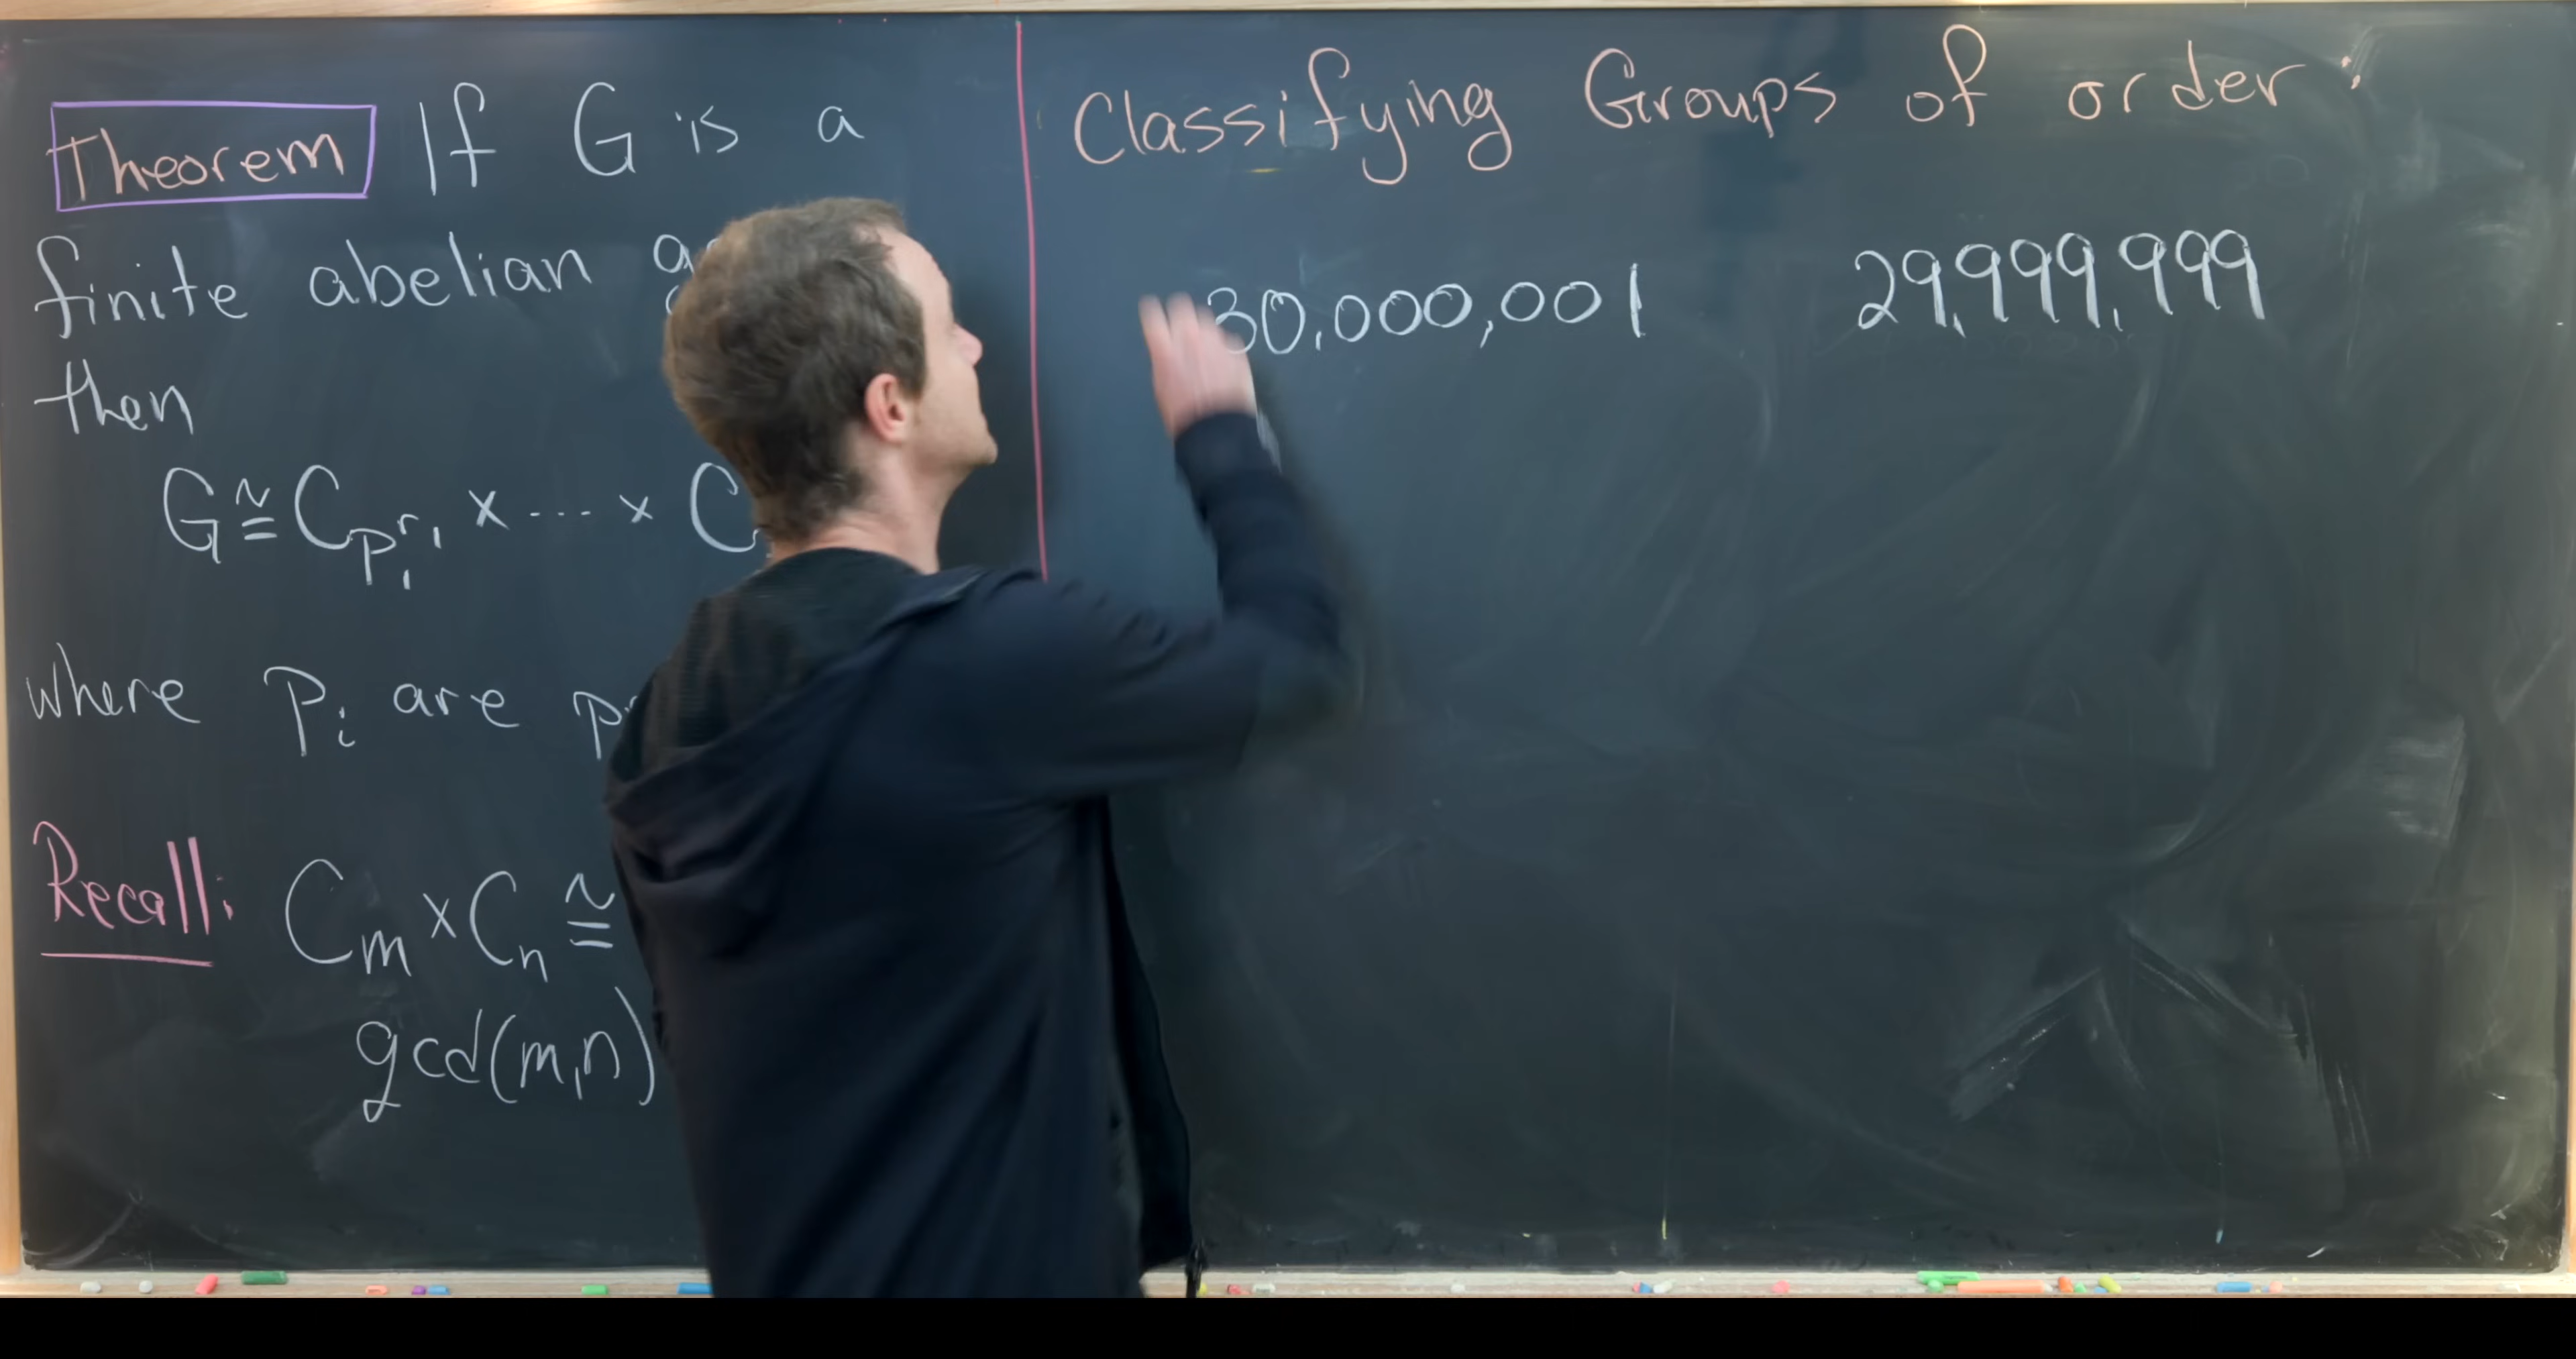 Theorem If G is a
finite abelian
then
G ≅ C_{p_1^{r_1}} × ... × C
where P_i are
Recall:
C_m × C_n ≅
gcd(m,n)
Classifying Groups of order:
30,000,001 29,999,999